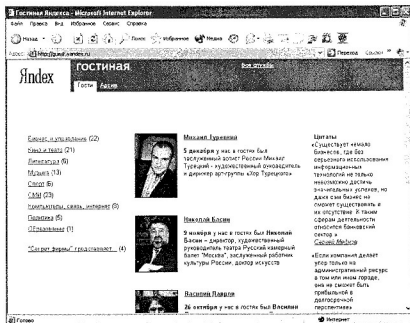 Гостиная Яндекса - Microsoft Internet Explorer
Файл Правка Вид Избранное Сервис Справка
Назад Поиск Избранное Медиа
Адрес: http://guest.yandex.ru Переход Ссылки
Яndex
гостиная
Все службы
Гости Архив
Бизнес и управление (22)
Кино и театр (21)
Литература (6)
Музыка (13)
Спорт (6)
СМИ (23)
Компьютеры, связь, интернет (3)
Политика (5)
Образование (1)
"Секрет фирмы" представляет... (4)
Михаил Турецкий
5 декабря у нас в гостях был
заслуженный артист России Михаил
Турецкий - художественный руководитель
и дирижер арт-группы «Хор Турецкого»
Николай Басин
9 ноября у нас в гостях был Николай
Басин – директор, художественный
руководитель театра Русский камерный
балет "Москва", заслуженный работник
культуры России, доктор искусств
Василий Лавров
26 октября у нас в гостях был Василий
Цитаты
«Существует немало
бизнесов, где без
серьезного использования
информационных
технологий не только
невозможно достичь
значительных успехов, но
даже сам бизнес не
сможет существовать в
их отсутствие. К таким
сферам деятельности
относится банковский
сектор.»
Сергей
«Если компания делает
упор только на
административный ресурс
в том или ином городе,
она не сможет быть
прибыльной в
долгосрочной
перспективе»
Готово
Интернет